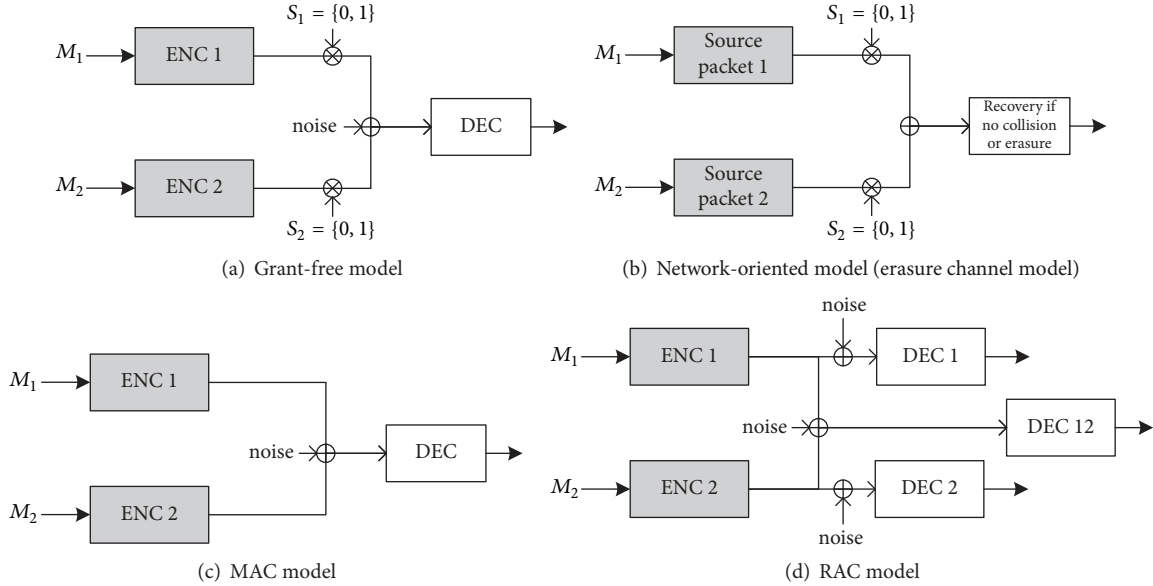 S₁ = {0, 1}
M₁
ENC 1
noise
DEC
M₂
ENC 2
S₂ = {0, 1}
(a) Grant-free model
S₁ = {0, 1}
M₁
Source
packet 1
Recovery if
no collision
or erasure
M₂
Source
packet 2
S₂ = {0, 1}
(b) Network-oriented model (erasure channel model)
M₁
ENC 1
noise
DEC
M₂
ENC 2
(c) MAC model
noise
M₁
ENC 1
DEC 1
noise
DEC 12
M₂
ENC 2
DEC 2
noise
(d) RAC model